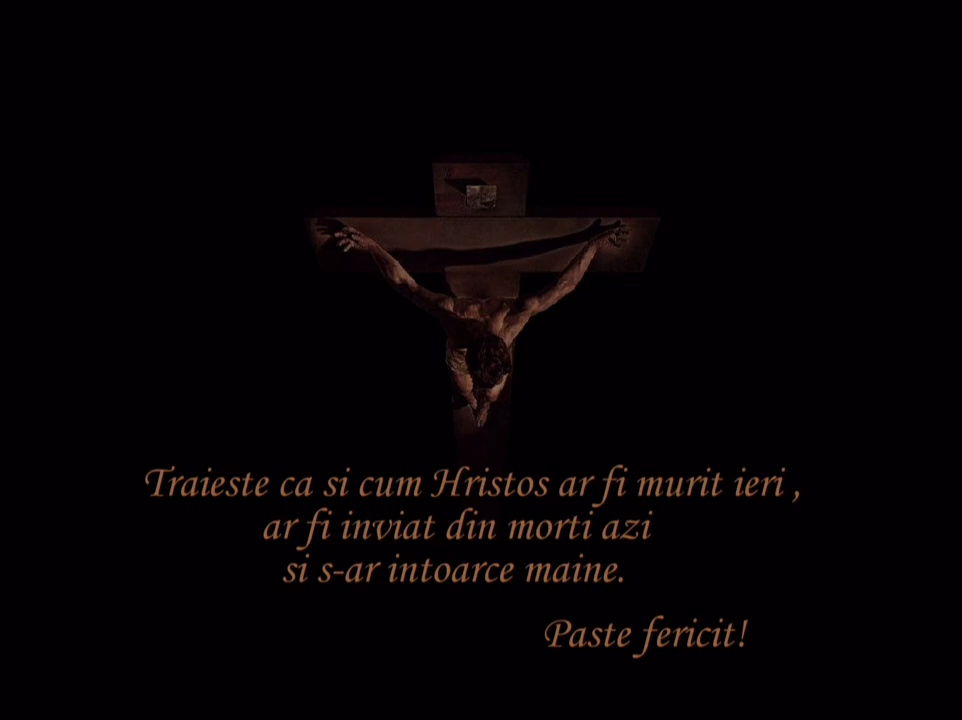 Traieste ca si cum Hristos ar fi murit ieri ,
ar fi inviat din morti azi
si s-ar intoarce maine.
Paste fericit!